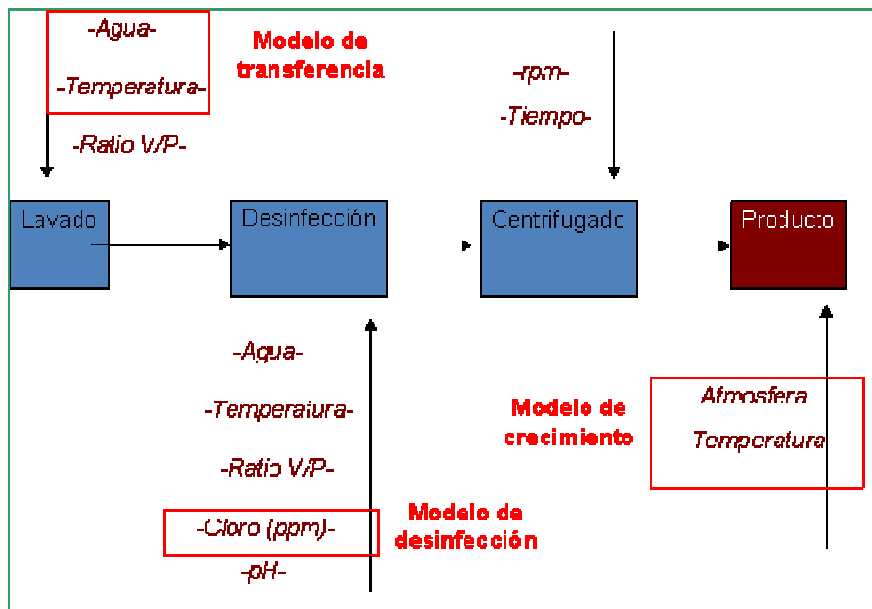 -Agua-
-Temperatura-
-Ratio V/P-
Modelo de
transferencia
-rpm-
-Tiempo-
Lavado
Desinfección
Centrifugado
Producto
-Agua-
-Temperatura-
-Ratio V/P-
-Cloro (ppm)-
-pH-
Modelo de
desinfección
Modelo de
crecimiento
Atmosfera
Temperatura